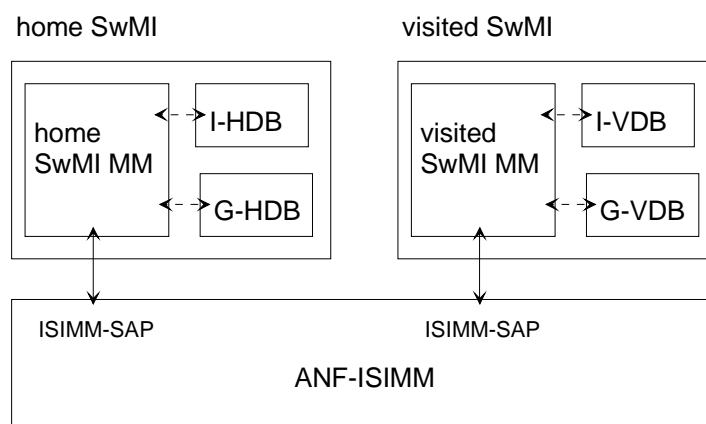 home SwMI
visited SwMI
home
SwMI MM
I-HDB
G-HDB
visited
SwMI MM
I-VDB
G-VDB
ISIMM-SAP
ISIMM-SAP
ANF-ISIMM